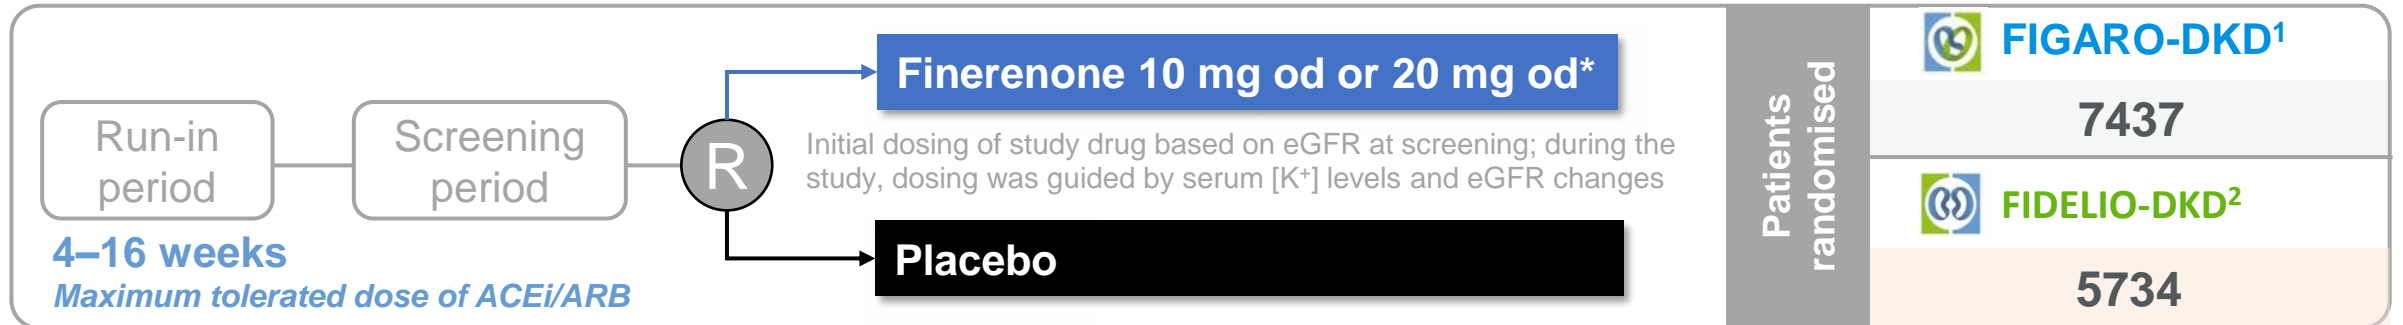 Run-in
period
Screening
period
4–16 weeks
Maximum tolerated dose of ACEi/ARB
R
Finerenone 10 mg od or 20 mg od*
Initial dosing of study drug based on eGFR at screening; during the
study, dosing was guided by serum [K⁺] levels and eGFR changes
Placebo
Patients
randomised
FIGARO-DKD¹
7437
FIDELIO-DKD²
5734